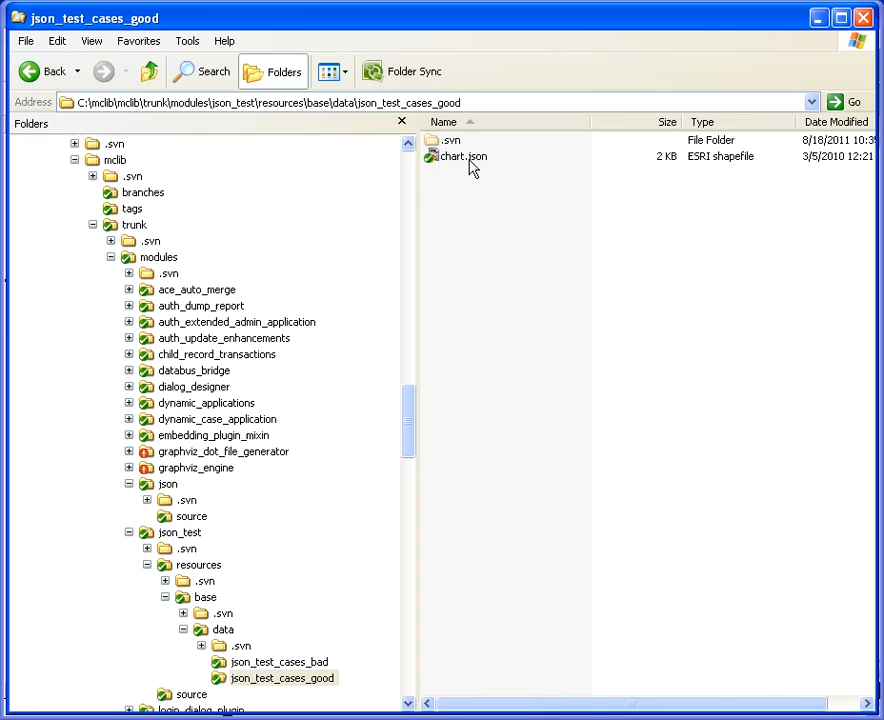 json_test_cases_good
File Edit View Favorites Tools Help
Back Search Folders Folder Sync
Address C:\mclib\mclib\trunk\modules\json_test\resources\base\data\json_test_cases_good Go
Folders
Name Size Type Date Modified
.svn File Folder 8/18/2011 10:3
chart.json 2 KB ESRI shapefile 3/5/2010 12:21
.svn
mclib
.svn
branches
tags
trunk
.svn
modules
.svn
ace_auto_merge
auth_dump_report
auth_extended_admin_application
auth_update_enhancements
child_record_transactions
databus_bridge
dialog_designer
dynamic_applications
dynamic_case_application
embedding_plugin_mixin
graphviz_dot_file_generator
graphviz_engine
json
.svn
source
json_test
.svn
resources
.svn
base
.svn
data
.svn
json_test_cases_bad
json_test_cases_good
source
login_dialog_plugin